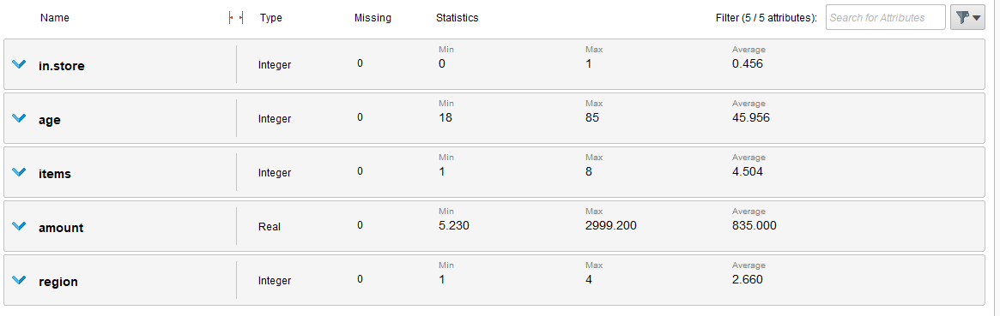 Name Type Missing Statistics Filter (5 / 5 attributes): Search for Attributes
Min Max Average
in.store Integer 0 0 1 0.456
Min Max Average
age Integer 0 18 85 45.956
Min Max Average
items Integer 0 1 8 4.504
Min Max Average
amount Real 0 5.230 2999.200 835.000
Min Max Average
region Integer 0 1 4 2.660